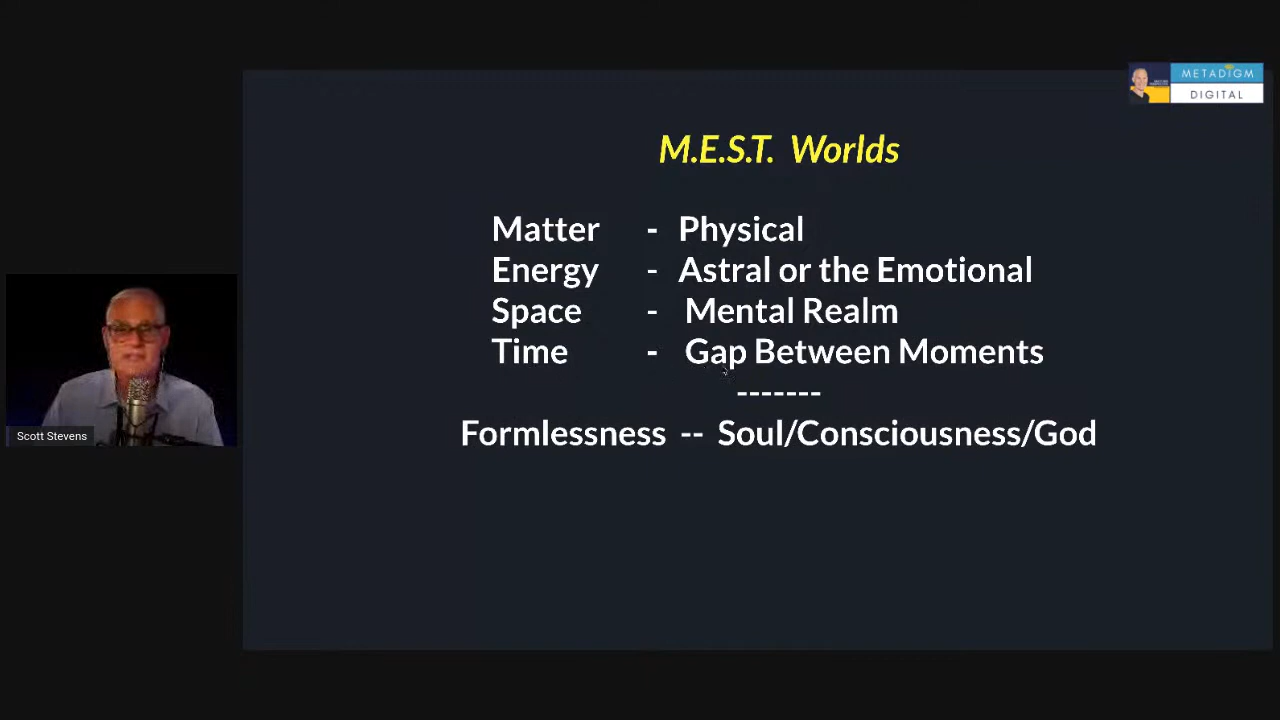 METADIGM
DIGITAL
M.E.S.T. Worlds
Matter - Physical
Energy - Astral or the Emotional
Space - Mental Realm
Time - Gap Between Moments
-------
Formlessness -- Soul/Consciousness/God
Scott Stevens